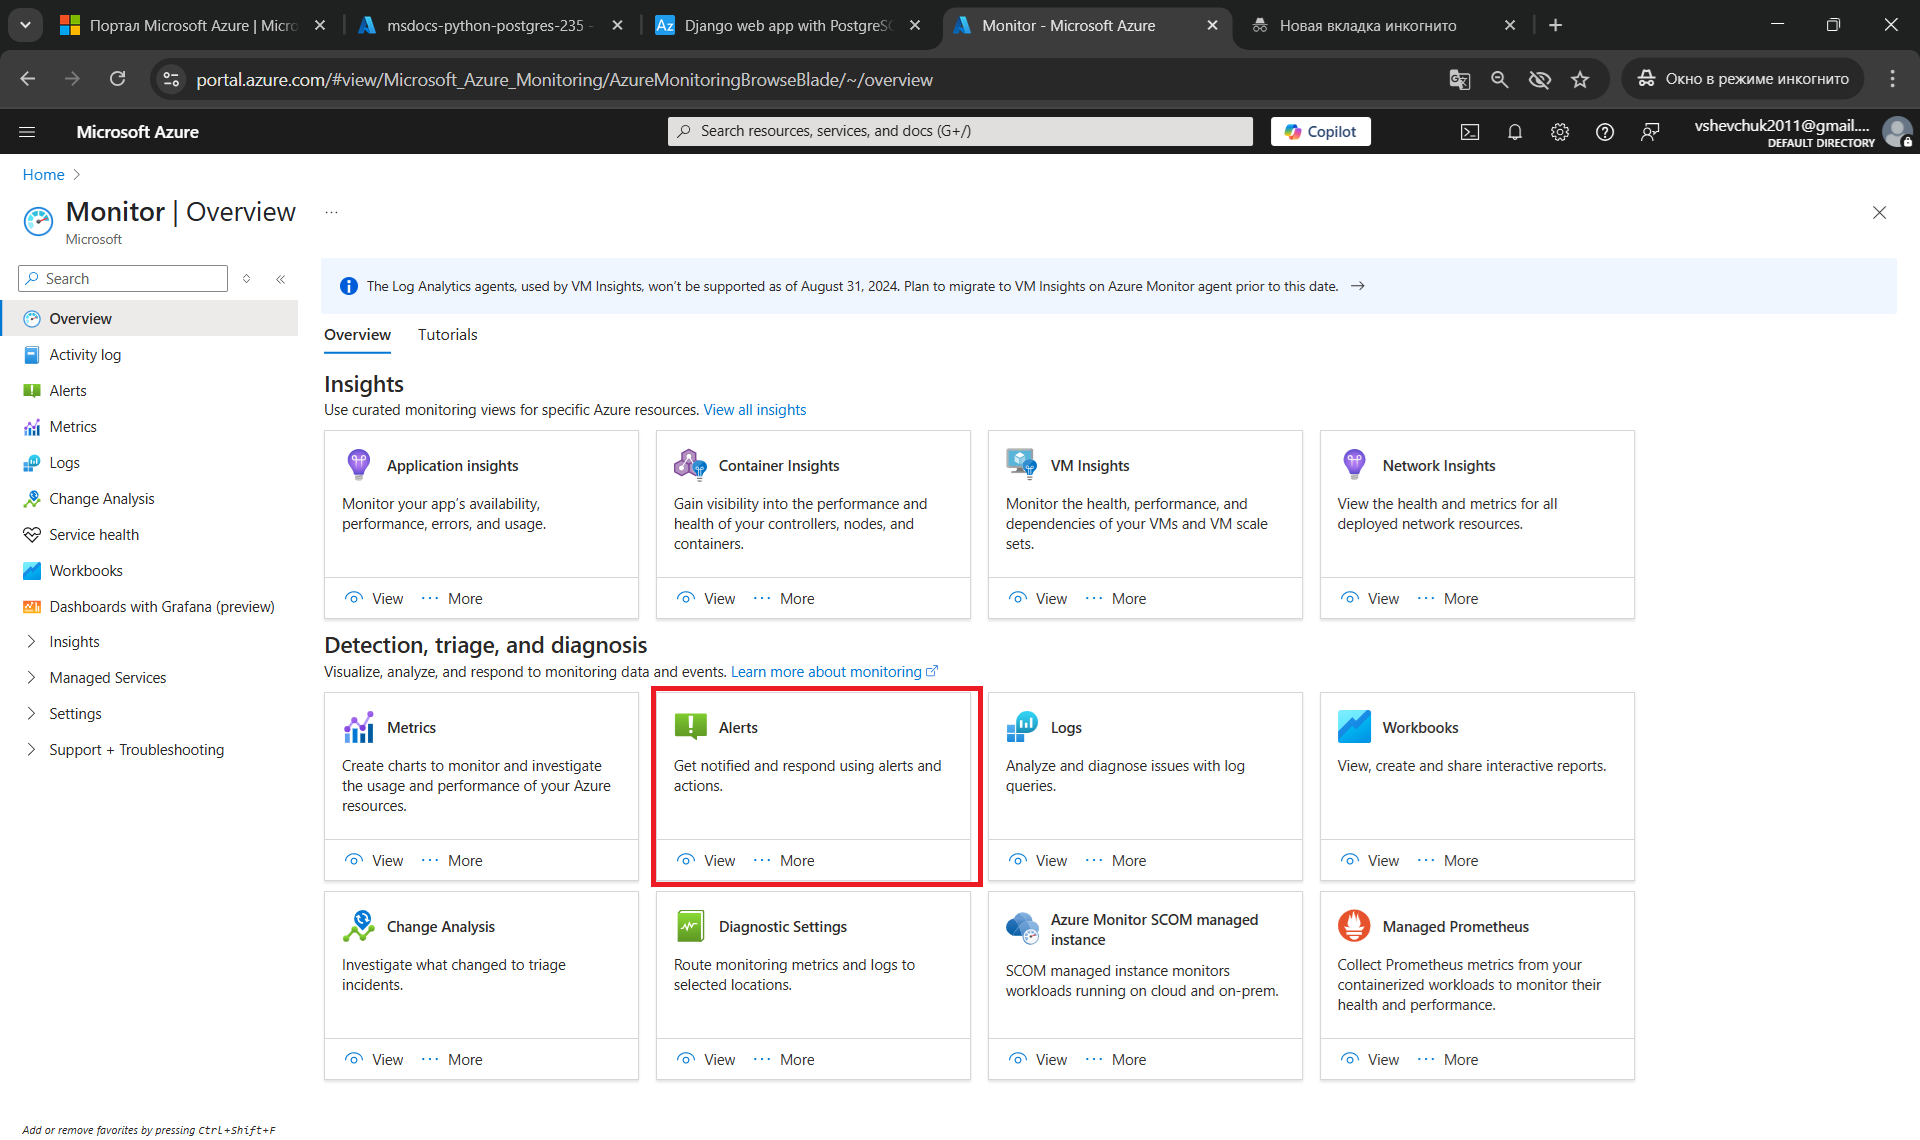 Портал Microsoft Azure | Micro
msdocs-python-postgres-235 -
Django web app with PostgreS
Monitor - Microsoft Azure
Новая вкладка инкогнито
portal.azure.com/#view/Microsoft_Azure_Monitoring/AzureMonitoringBrowseBlade/~/overview
Окно в режиме инкогнито
Microsoft Azure
Search resources, services, and docs (G+/)
Copilot
vshevchuk2011@gmail....
DEFAULT DIRECTORY
Home
Monitor | Overview
...
Microsoft
Search
The Log Analytics agents, used by VM Insights, won't be supported as of August 31, 2024. Plan to migrate to VM Insights on Azure Monitor agent prior to this date.
Overview
Activity log
Alerts
Metrics
Logs
Change Analysis
Service health
Workbooks
Dashboards with Grafana (preview)
Insights
Managed Services
Settings
Support + Troubleshooting
Overview
Tutorials
Insights
Use curated monitoring views for specific Azure resources. View all insights
Application insights
Monitor your app's availability,
performance, errors, and usage.
View
More
Container Insights
Gain visibility into the performance and
health of your controllers, nodes, and
containers.
View
More
VM Insights
Monitor the health, performance, and
dependencies of your VMs and VM scale
sets.
View
More
Network Insights
View the health and metrics for all
deployed network resources.
View
More
Detection, triage, and diagnosis
Visualize, analyze, and respond to monitoring data and events. Learn more about monitoring
Metrics
Create charts to monitor and investigate
the usage and performance of your Azure
resources.
View
More
Alerts
Get notified and respond using alerts and
actions.
View
More
Logs
Analyze and diagnose issues with log
queries.
View
More
Workbooks
View, create and share interactive reports.
View
More
Change Analysis
Investigate what changed to triage
incidents.
View
More
Diagnostic Settings
Route monitoring metrics and logs to
selected locations.
View
More
Azure Monitor SCOM managed
instance
SCOM managed instance monitors
workloads running on cloud and on-prem.
View
More
Managed Prometheus
Collect Prometheus metrics from your
containerized workloads to monitor their
health and performance.
View
More
Add or remove favorites by pressing Ctrl+Shift+F